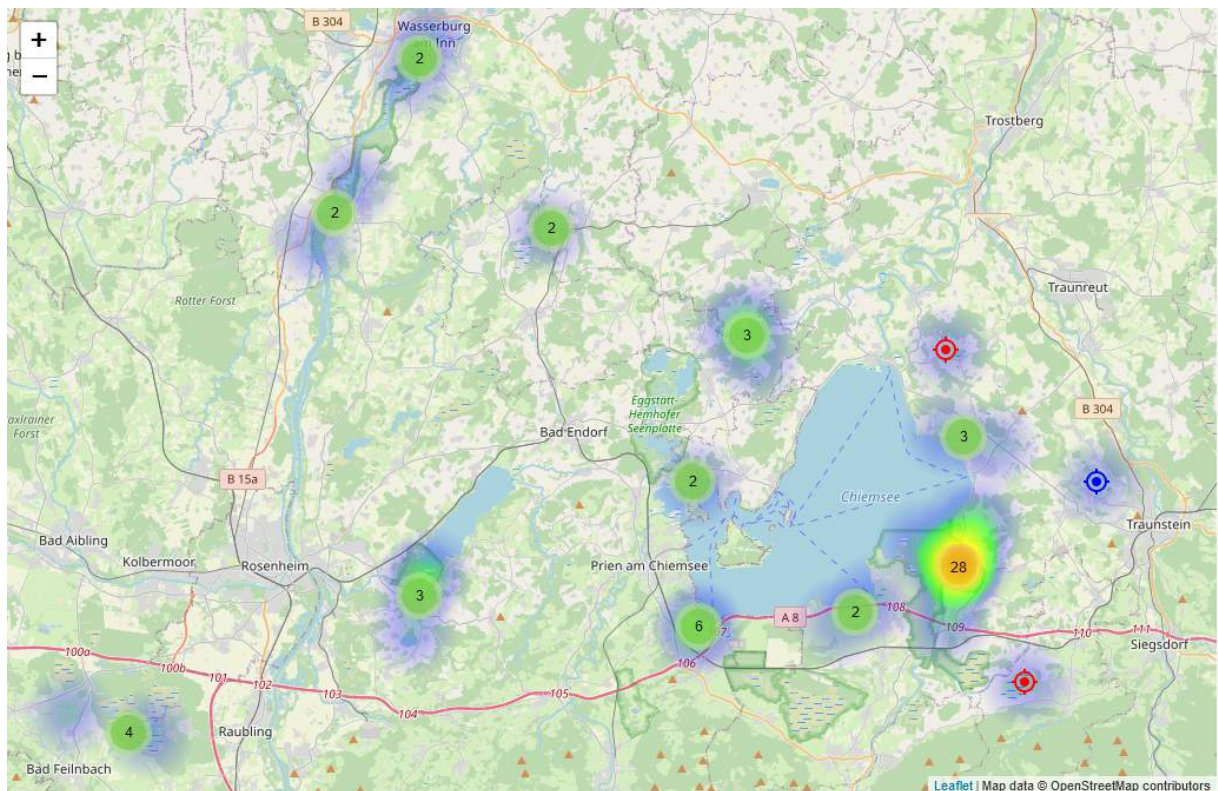 B 304
Wasserburg
am Inn
+
2
−
Trostberg
2
2
Traunreut
Rotter Forst
3
Eggstatt-
Hemhofer
Seenplatte
B 304
Forst
Bad Endorf
3
B 15a
2
Chiemsee
Traunstein
Bad Aibling
Kolbermoor
Rosenheim
Prien am Chiemsee
28
3
2
108
A 8
6
109
110
111
Siegsdorf
100a
100b
101
102
103
104
105
106
4
Raubling
Bad Feilnbach
Leaflet | Map data © OpenStreetMap contributors